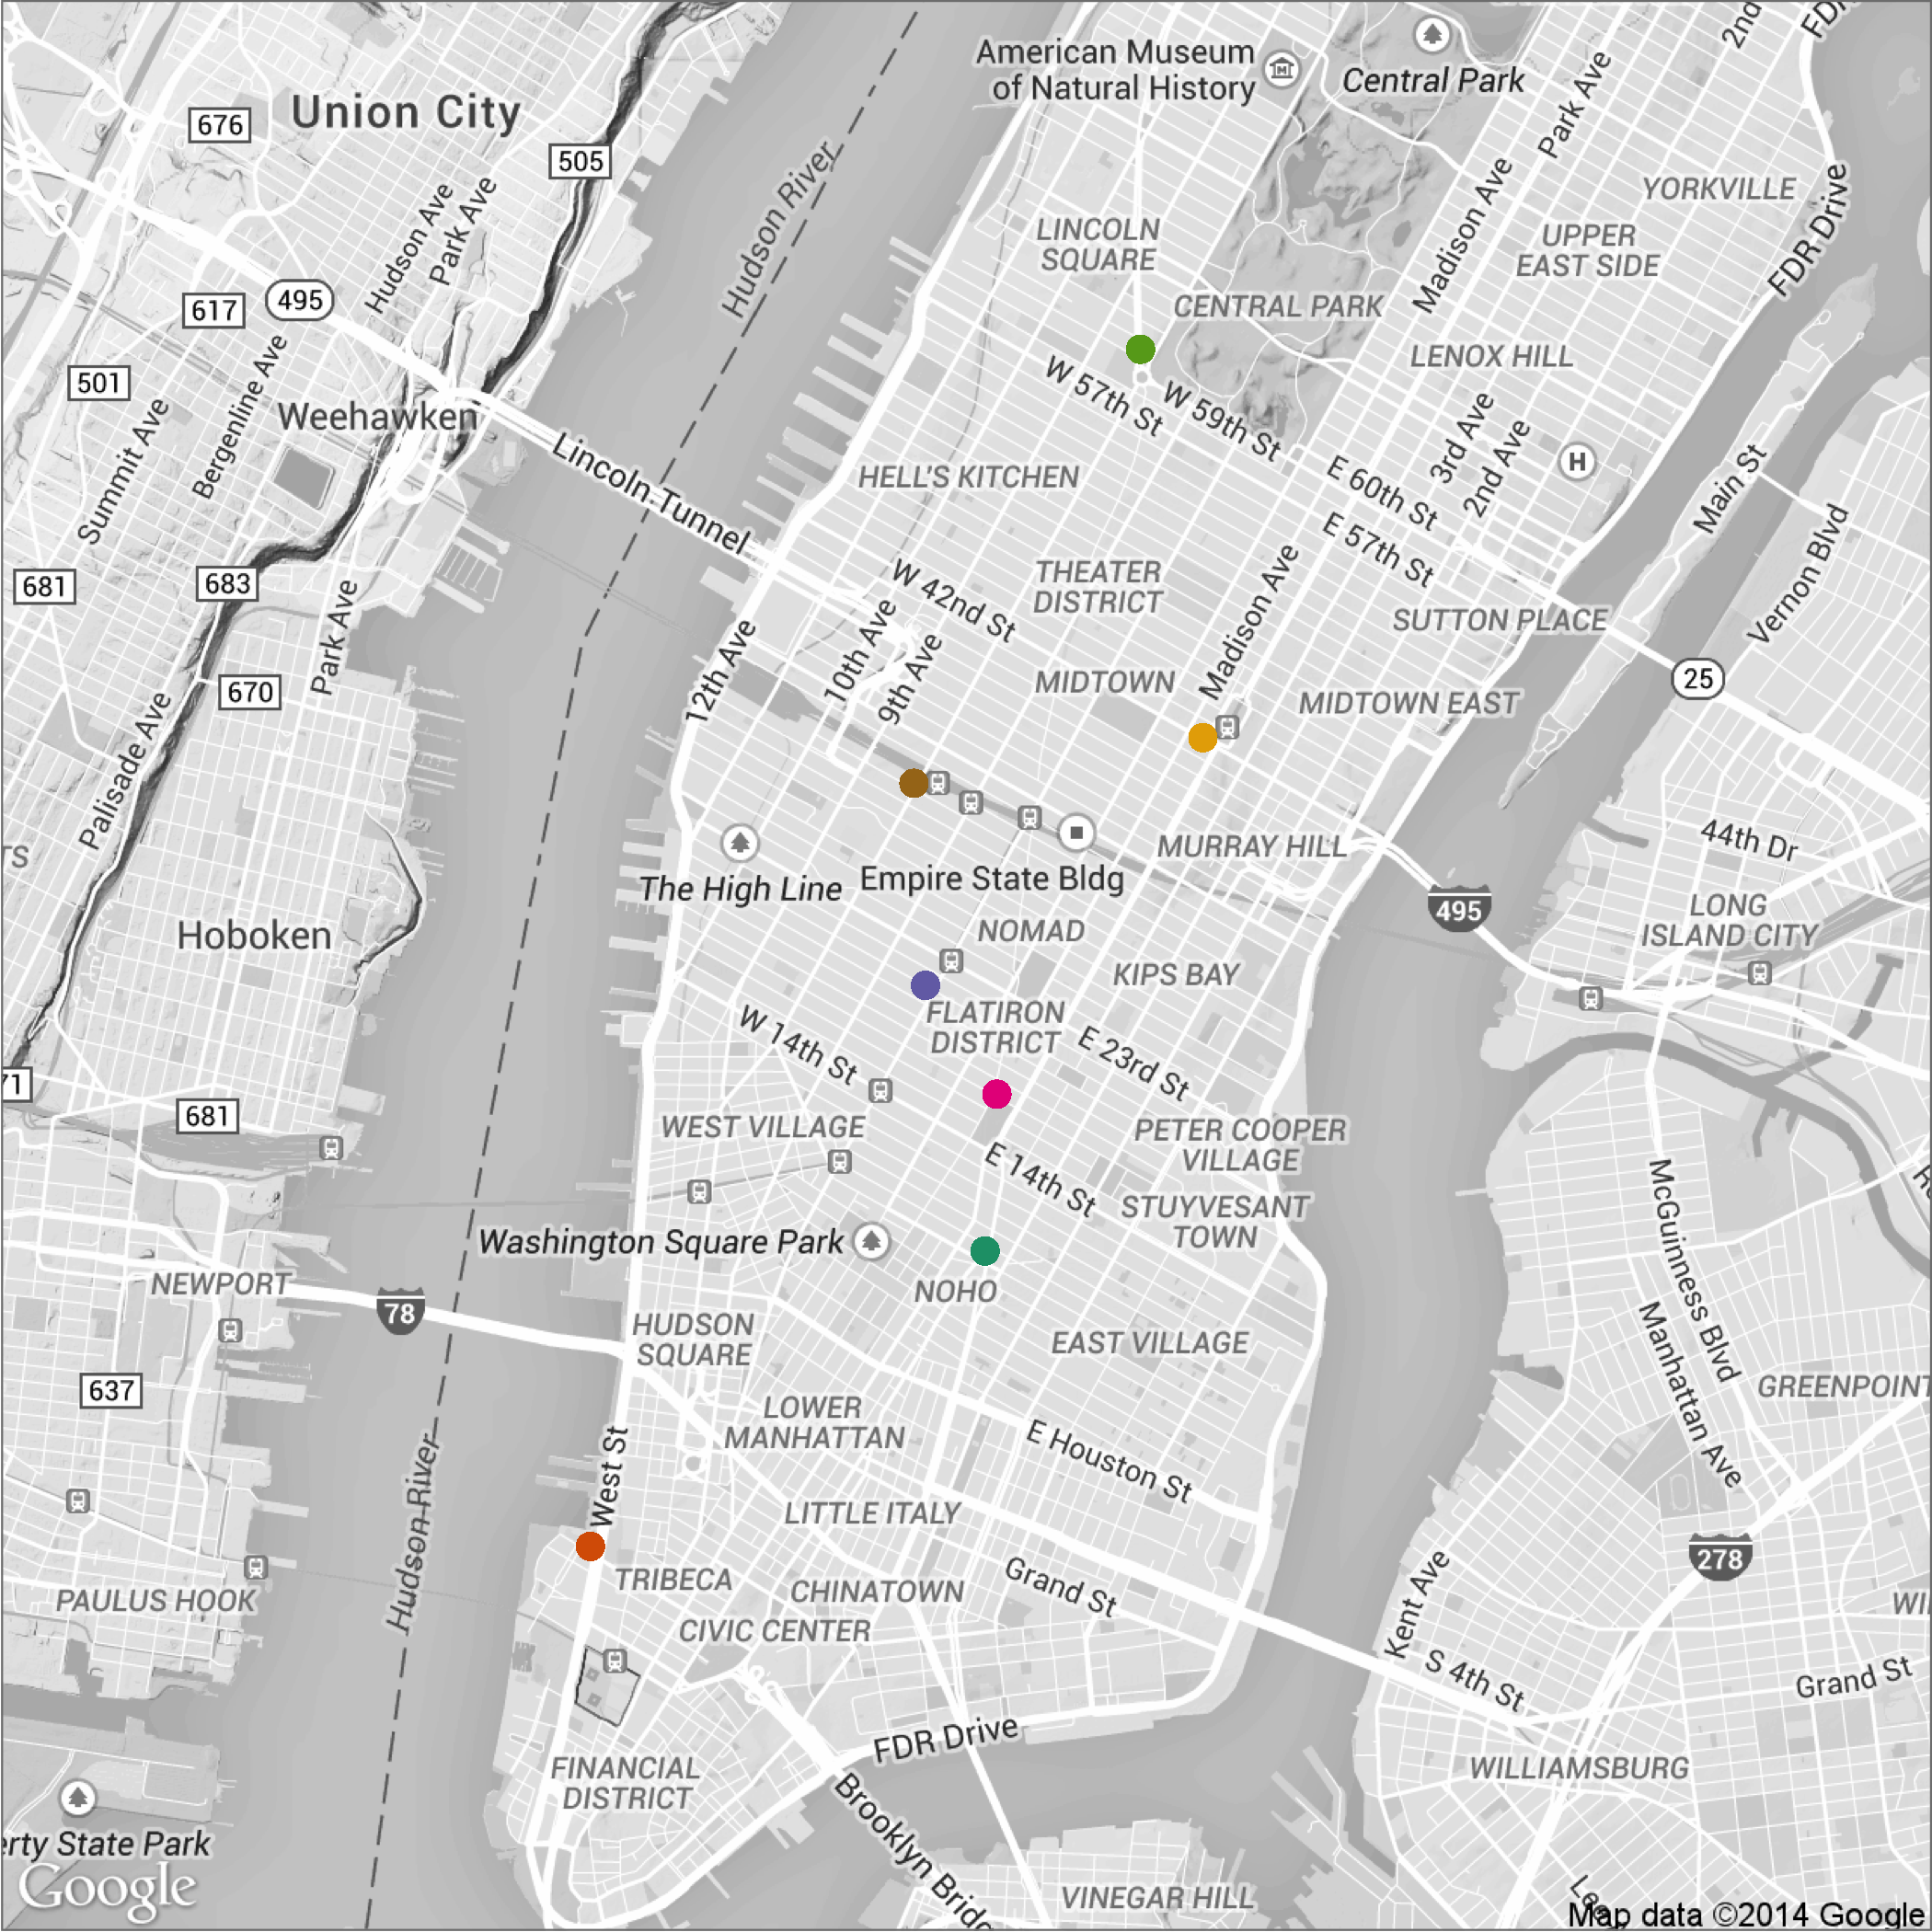 American Museum
of Natural History
Central Park
2nd
Park Ave
Union City
676
505
Hudson Ave
Park Ave
Hudson River
YORKVILLE
Madison Ave
FDR Drive
LINCOLN
SQUARE
UPPER
EAST SIDE
617
495
CENTRAL PARK
Bergenline Ave
501
W 57th St
W 59th St
LENOX HILL
Weehawken
Summit Ave
Lincoln Tunnel
3rd Ave
2nd Ave
H
HELL'S KITCHEN
E 60th St
E 57th St
Main St
Vernon Blvd
681
683
Park Ave
W 42nd St
THEATER
DISTRICT
Madison Ave
SUTTON PLACE
12th Ave
10th Ave
9th Ave
MIDTOWN
MIDTOWN EAST
25
670
Palisade Ave
44th Dr
MURRAY HILL
The High Line
Empire State Bldg
495
LONG
ISLAND CITY
Hoboken
NOMAD
KIPS BAY
FLATIRON
DISTRICT
W 14th St
E 23rd St
71
681
WEST VILLAGE
PETER COOPER
VILLAGE
E 14th St
STUYVESANT
TOWN
McGuinness Blvd
Washington Square Park
NEWPORT
NOHO
78
HUDSON
SQUARE
EAST VILLAGE
Manhattan Ave
GREENPOINT
637
LOWER
MANHATTAN
E Houston St
West St
Hudson River
LITTLE ITALY
278
PAULUS HOOK
TRIBECA
CHINATOWN
Grand St
Kent Ave
CIVIC CENTER
S 4th St
Grand St
FDR Drive
FINANCIAL
DISTRICT
WILLIAMSBURG
Brooklyn Bridg
erty State Park
Google
VINEGAR HILL
Map data ©2014 Google